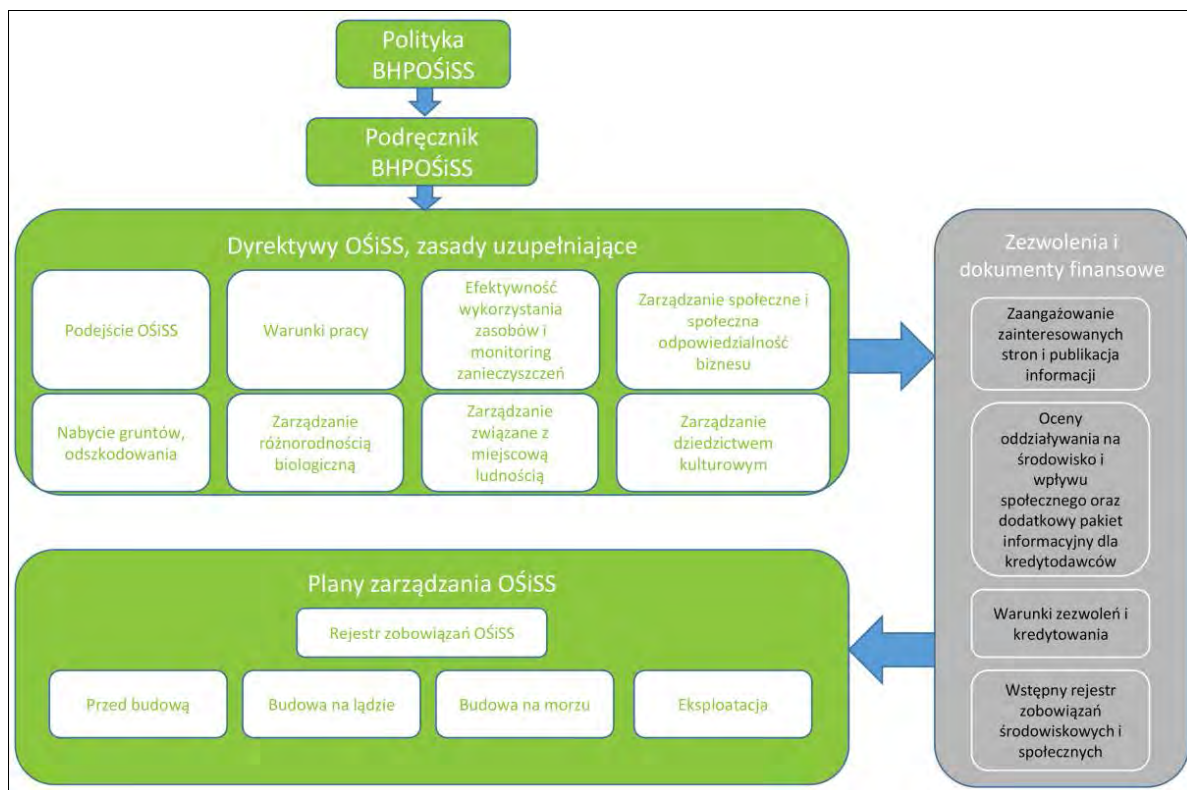 Polityka
BHPOŚiSS
Podręcznik
BHPOŚiSS
Dyrektywy OŚiSS, zasady uzupełniające
Podejście OŚiSS
Warunki pracy
Efektywność
wykorzystania
zasobów i
monitoring
zanieczyszczeń
Zarządzanie społeczne i
społeczna
odpowiedzialność
biznesu
Nabycie gruntów,
odszkodowania
Zarządzanie
różnorodnością
biologiczną
Zarządzanie
związane z
miejscową
ludnością
Zarządzanie
dziedzictwem
kulturowym
Zezwolenia i
dokumenty finansowe
Zaangażowanie
zainteresowanych
stron i publikacja
informacji
Oceny
oddziaływania na
środowisko i
wpływu
społecznego oraz
dodatkowy pakiet
informacyjny dla
kredytodawców
Warunki zezwoleń i
kredytowania
Wstępny rejestr
zobowiązań
środowiskowych i
społecznych
Plany zarządzania OŚiSS
Rejestr zobowiązań OŚiSS
Przed budową
Budowa na lądzie
Budowa na morzu
Eksploatacja